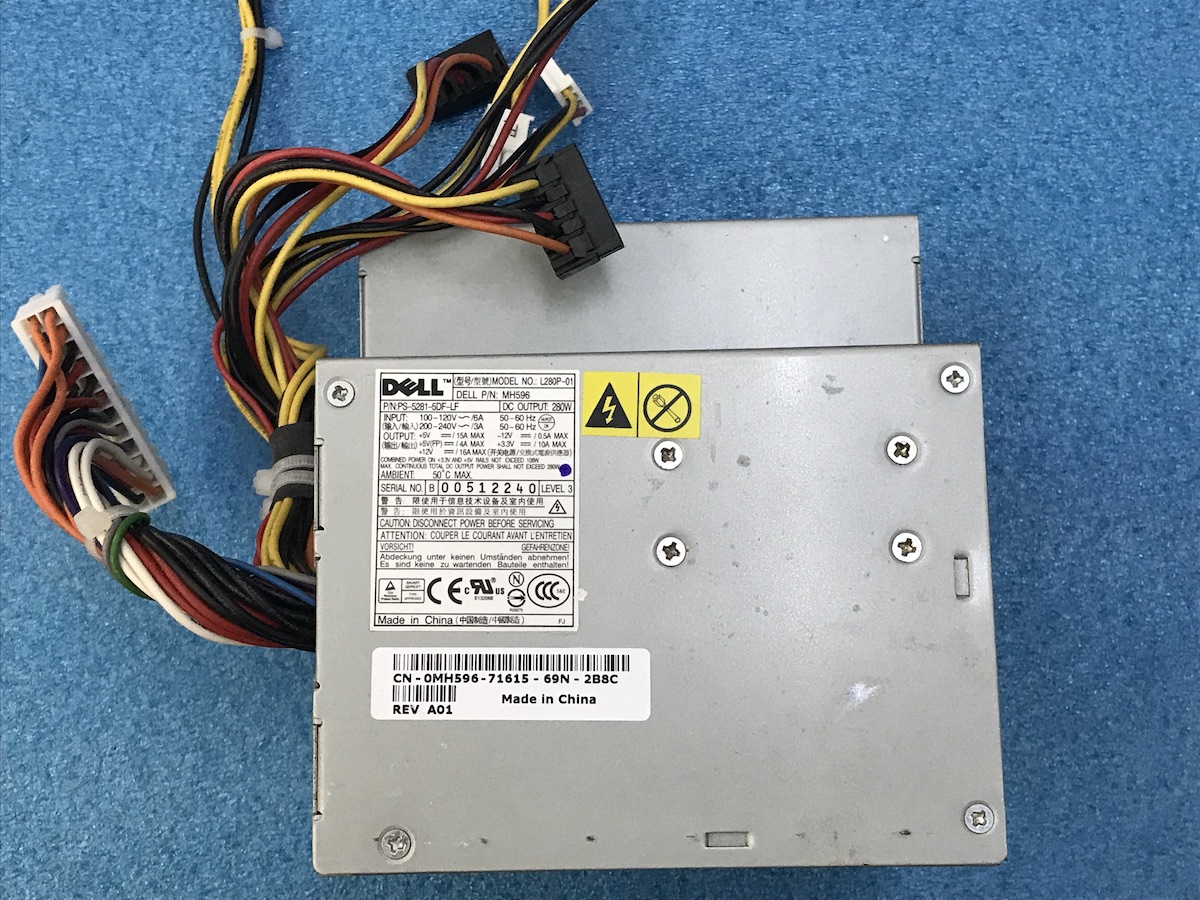 DELL™ (型号/型號)MODEL NO.: L280P-01
DELL P/N: MH596
P/N:PS-5281-5DF-LF DC OUTPUT: 280W
INPUT: 100-120V~/6A 50-60 Hz
(输入/輸入) 200-240V~/3A 50-60 Hz
OUTPUT: +5V ⎓/15A MAX -12V ⎓/0.5A MAX
(输出/輸出) +5V(FP) ⎓/4A MAX +3.3V ⎓/10A MAX
+12V ⎓/16A MAX (开关电源/交換式電源供應器)
COMBINED POWER ON +3.3V AND +5V RAILS NOT EXCEED 108W.
MAX. CONTINUOUS TOTAL DC OUTPUT POWER SHALL NOT EXCEED 280W
AMBIENT: 50°C MAX.
SERIAL NO. B 00512240 LEVEL 3
警 告: 限使用于信息技术设备及室内使用
警 告: 限使用於資訊設備及室內使用
CAUTION: DISCONNECT POWER BEFORE SERVICING
ATTENTION: COUPER LE COURANT AVANT L'ENTRETIEN
VORSICHT! GEFAHRENZONE!
Abdeckung unter keinen Umständen abnehmen!
Es sind keine zu wartenden Bauteile enthalten!
CE c UL ® us N CCC S&E
E132068
Made in China (中国制造/中國製造) FJ
CN - 0MH596-71615 - 69N - 2B8C
Made in China
REV A01